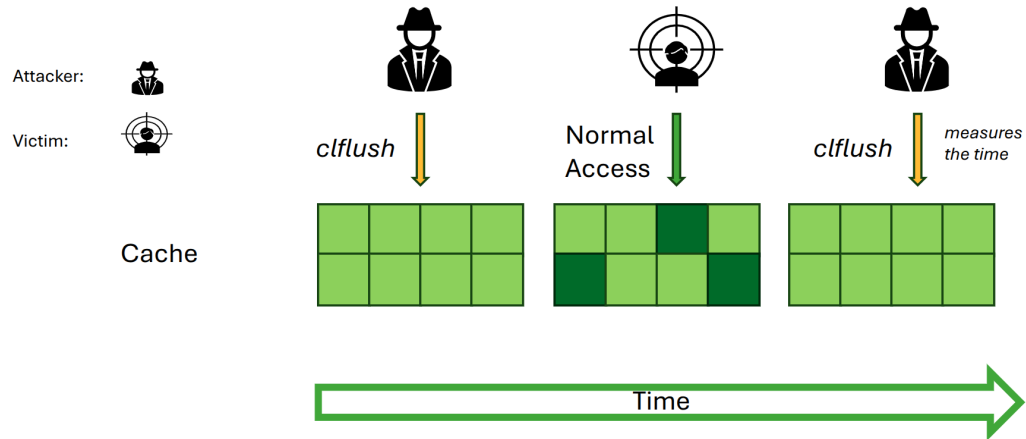 Attacker:
Victim:
clflush
Normal
Access
clflush
measures
the time
Cache
Time